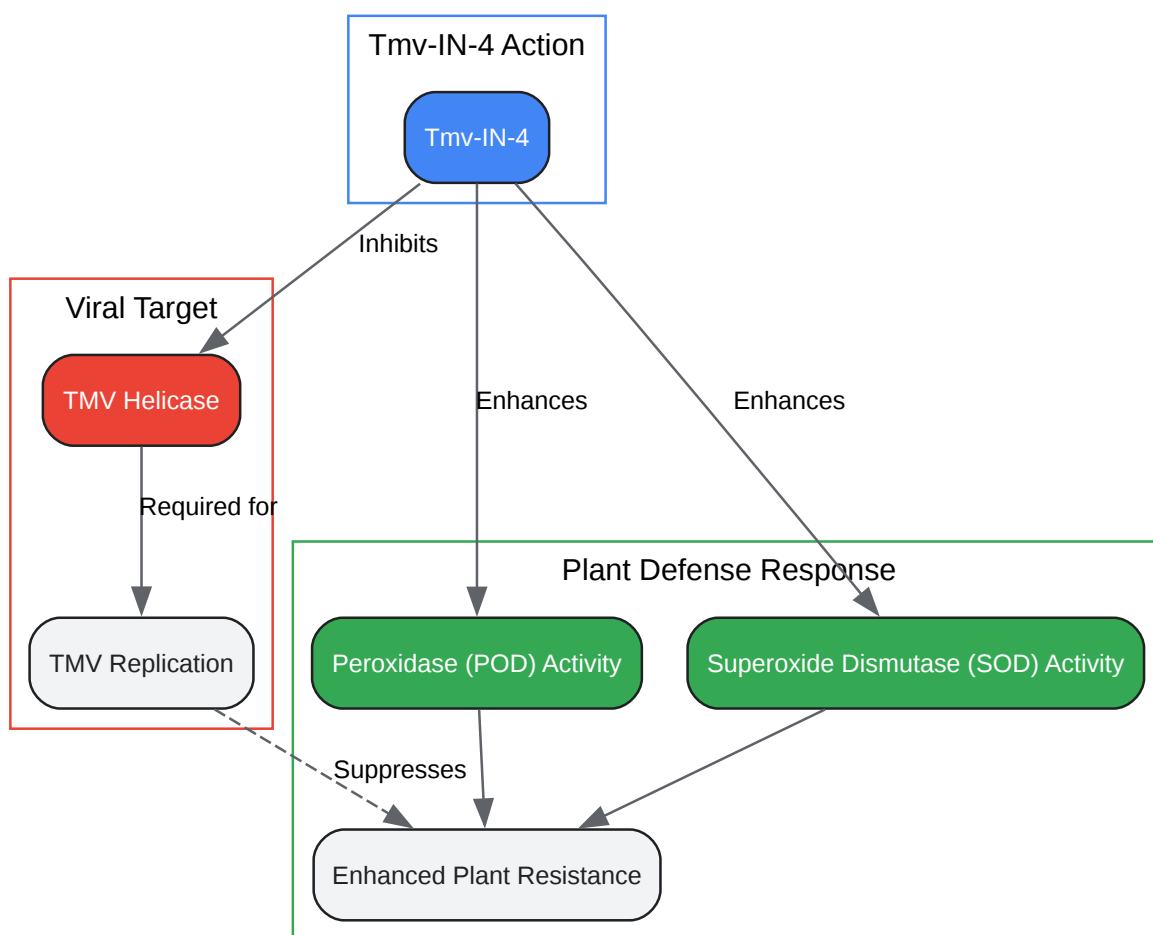 Tmv-IN-4 Action
Tmv-IN-4
Inhibits
Viral Target
TMV Helicase
Enhances
Enhances
Required for
Plant Defense Response
TMV Replication
Peroxidase (POD) Activity
Superoxide Dismutase (SOD) Activity
Suppresses
Enhanced Plant Resistance